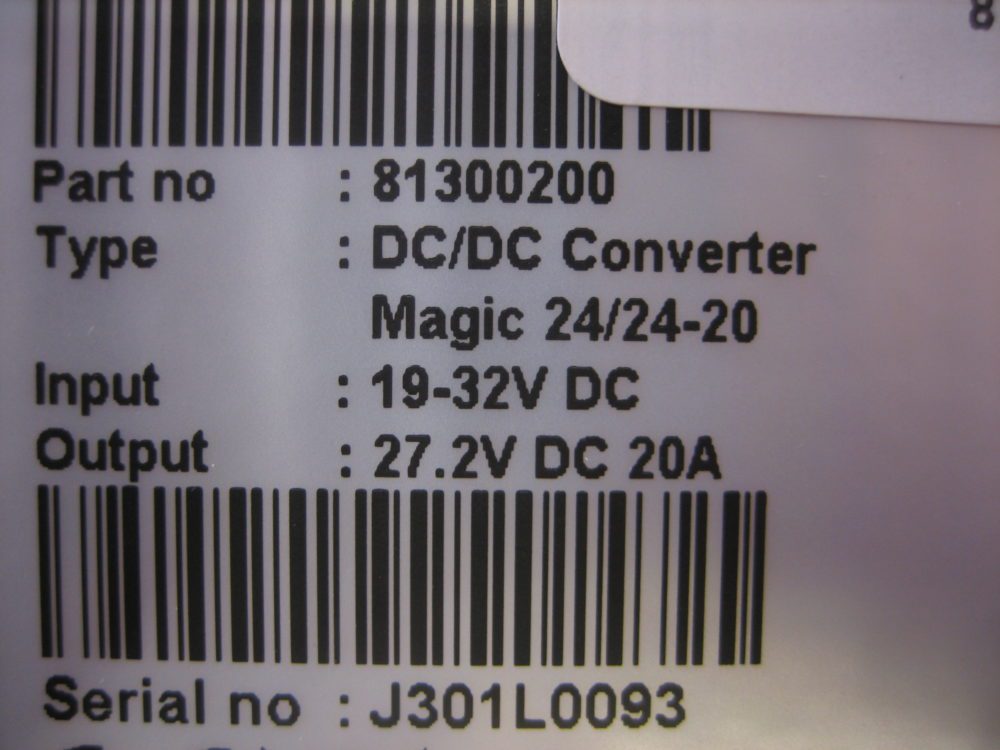 8
Part no : 81300200
Type : DC/DC Converter
Magic 24/24-20
Input : 19-32V DC
Output : 27.2V DC 20A
Serial no : J301L0093